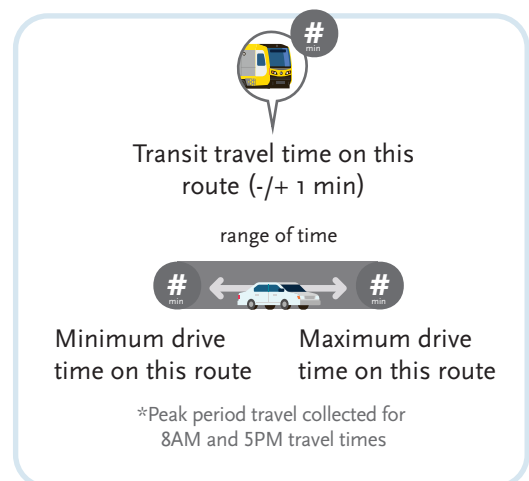 #
min
Transit travel time on this
route (-/+ 1 min)
range of time
# #
min min
Minimum drive Maximum drive
time on this route time on this route
*Peak period travel collected for
8AM and 5PM travel times